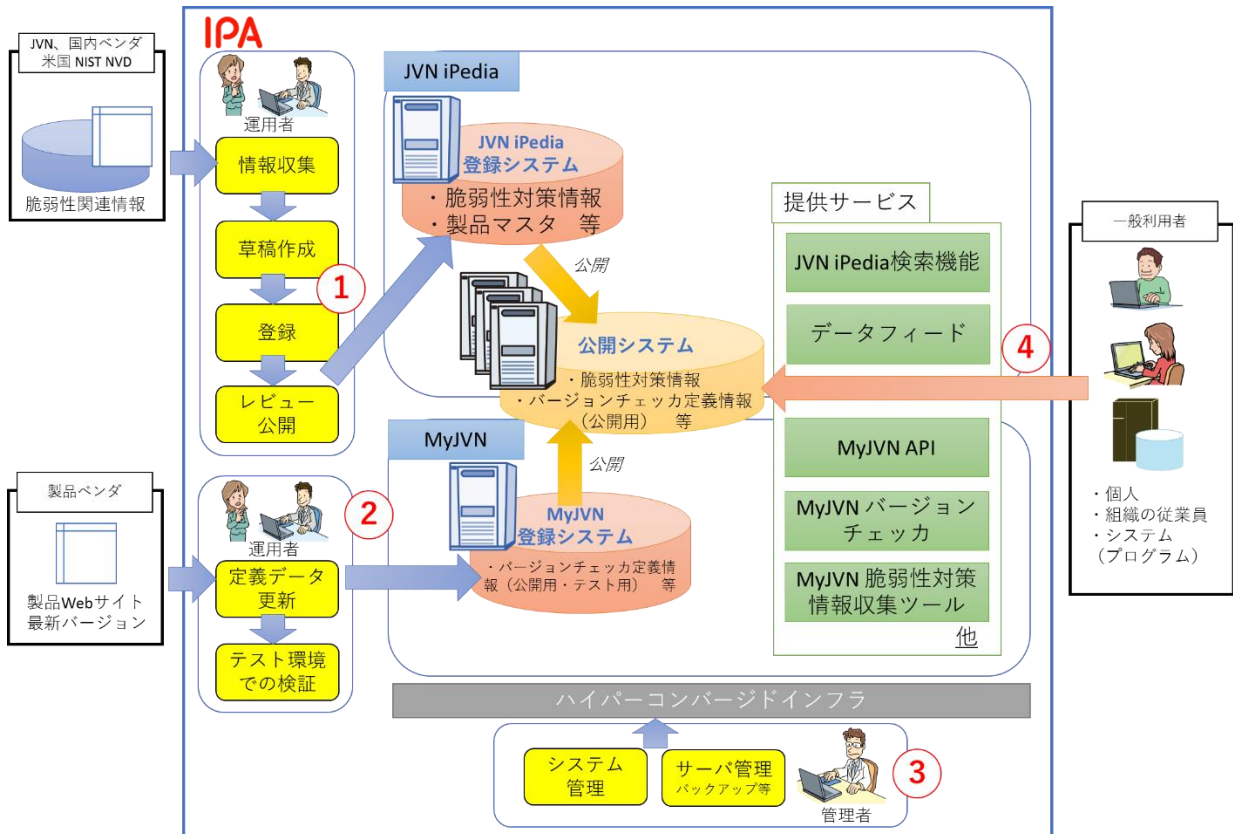 IPA
JVN、国内ベンダ
米国 NIST NVD
脆弱性関連情報
運用者
情報収集
草稿作成
登録
レビュー
公開
①
JVN iPedia
JVN iPedia
登録システム
・脆弱性対策情報
・製品マスタ 等
公開
公開システム
・脆弱性対策情報
・バージョンチェッカ定義情報
（公開用） 等
公開
MyJVN
MyJVN
登録システム
・バージョンチェッカ定義情
報（公開用・テスト用） 等
提供サービス
JVN iPedia検索機能
データフィード
MyJVN API
MyJVN バージョン
チェッカ
MyJVN 脆弱性対策
情報収集ツール
他
④
一般利用者
・個人
・組織の従業員
・システム
（プログラム）
製品ベンダ
製品Webサイト
最新バージョン
運用者
定義データ
更新
テスト環境
での検証
②
ハイパーコンバージドインフラ
システム
管理
サーバ管理
バックアップ等
管理者
③